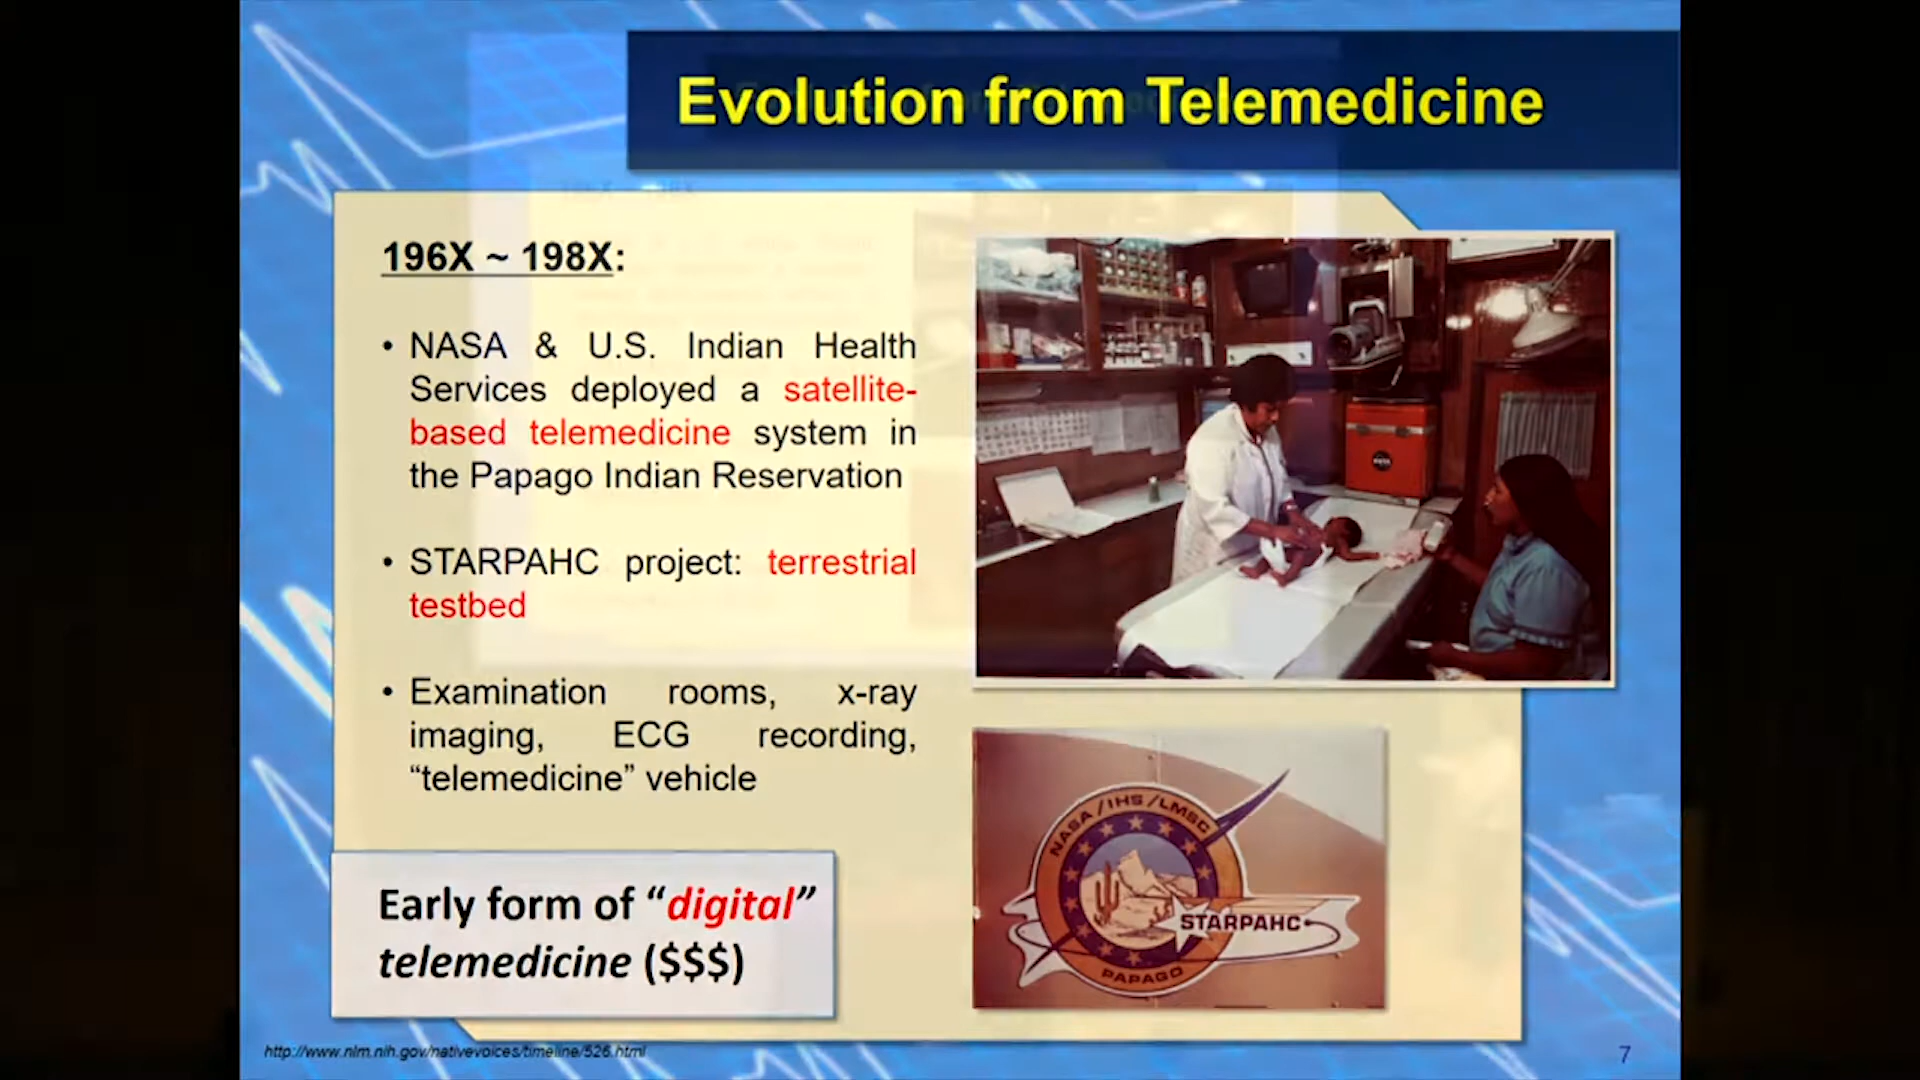 Evolution from Telemedicine
196X ~ 198X:
• NASA & U.S. Indian Health
Services deployed a satellite-
based telemedicine system in
the Papago Indian Reservation
• STARPAHC project: terrestrial
testbed
• Examination rooms, x-ray
imaging, ECG recording,
“telemedicine” vehicle
Early form of “digital”
telemedicine ($$$)
NASA
NASA/IHS/LMSC
STARPAHC
PAPAGO
http://www.nlm.nih.gov/nativevoices/timeline/526.html
7